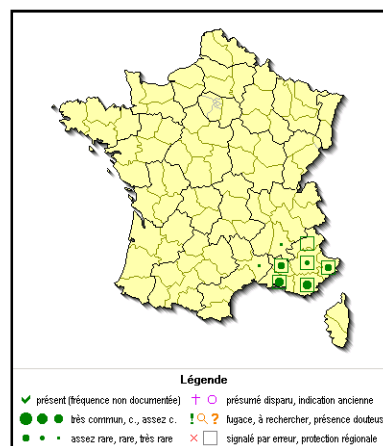 Légende
présent (fréquence non documentée) présumé disparu, indication ancienne
très commun, c., assez c. fugace, à rechercher, présence douteus
assez rare, rare, très rare signalé par erreur, protection régionale